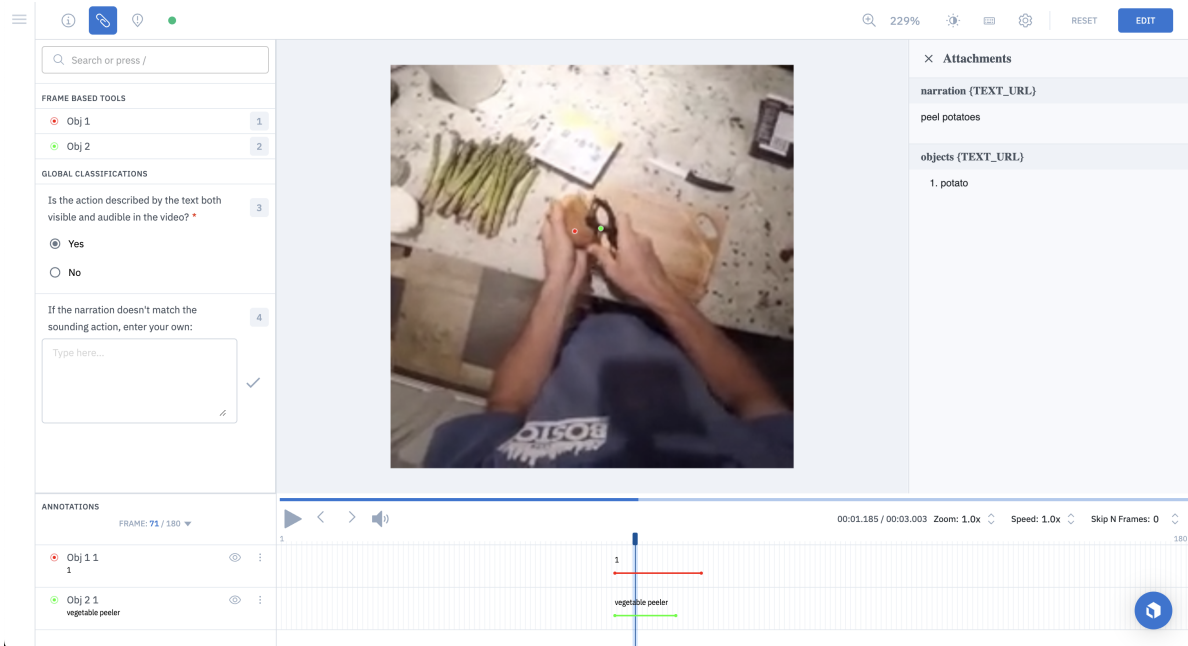 229%
RESET
EDIT
Search or press /
FRAME BASED TOOLS
Obj 1
1
Obj 2
2
GLOBAL CLASSIFICATIONS
Is the action described by the text both
visible and audible in the video? *
3
Yes
No
If the narration doesn't match the
sounding action, enter your own:
4
Type here...
BOSTO
Attachments
narration {TEXT_URL}
peel potatoes
objects {TEXT_URL}
1. potato
ANNOTATIONS
FRAME: 71 / 180
00:01.185 / 00:03.003 Zoom: 1.0x Speed: 1.0x Skip N Frames: 0
1
180
Obj 1 1
1
1
Obj 2 1
vegetable peeler
vegetable peeler